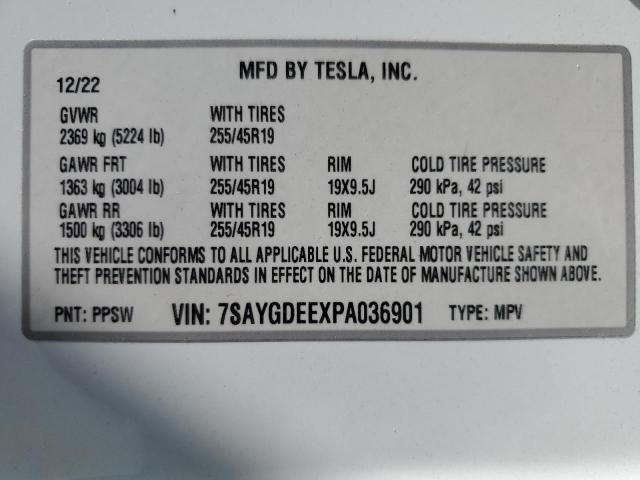 MFD BY TESLA, INC.
12/22
GVWR WITH TIRES
2369 kg (5224 lb) 255/45R19
GAWR FRT WITH TIRES RIM COLD TIRE PRESSURE
1363 kg (3004 lb) 255/45R19 19X9.5J 290 kPa, 42 psi
GAWR RR WITH TIRES RIM COLD TIRE PRESSURE
1500 kg (3306 lb) 255/45R19 19X9.5J 290 kPa, 42 psi
THIS VEHICLE CONFORMS TO ALL APPLICABLE U.S. FEDERAL MOTOR VEHICLE SAFETY AND
THEFT PREVENTION STANDARDS IN EFFECT ON THE DATE OF MANUFACTURE SHOWN ABOVE.
PNT: PPSW VIN: 7SAYGDEEXPA036901 TYPE: MPV